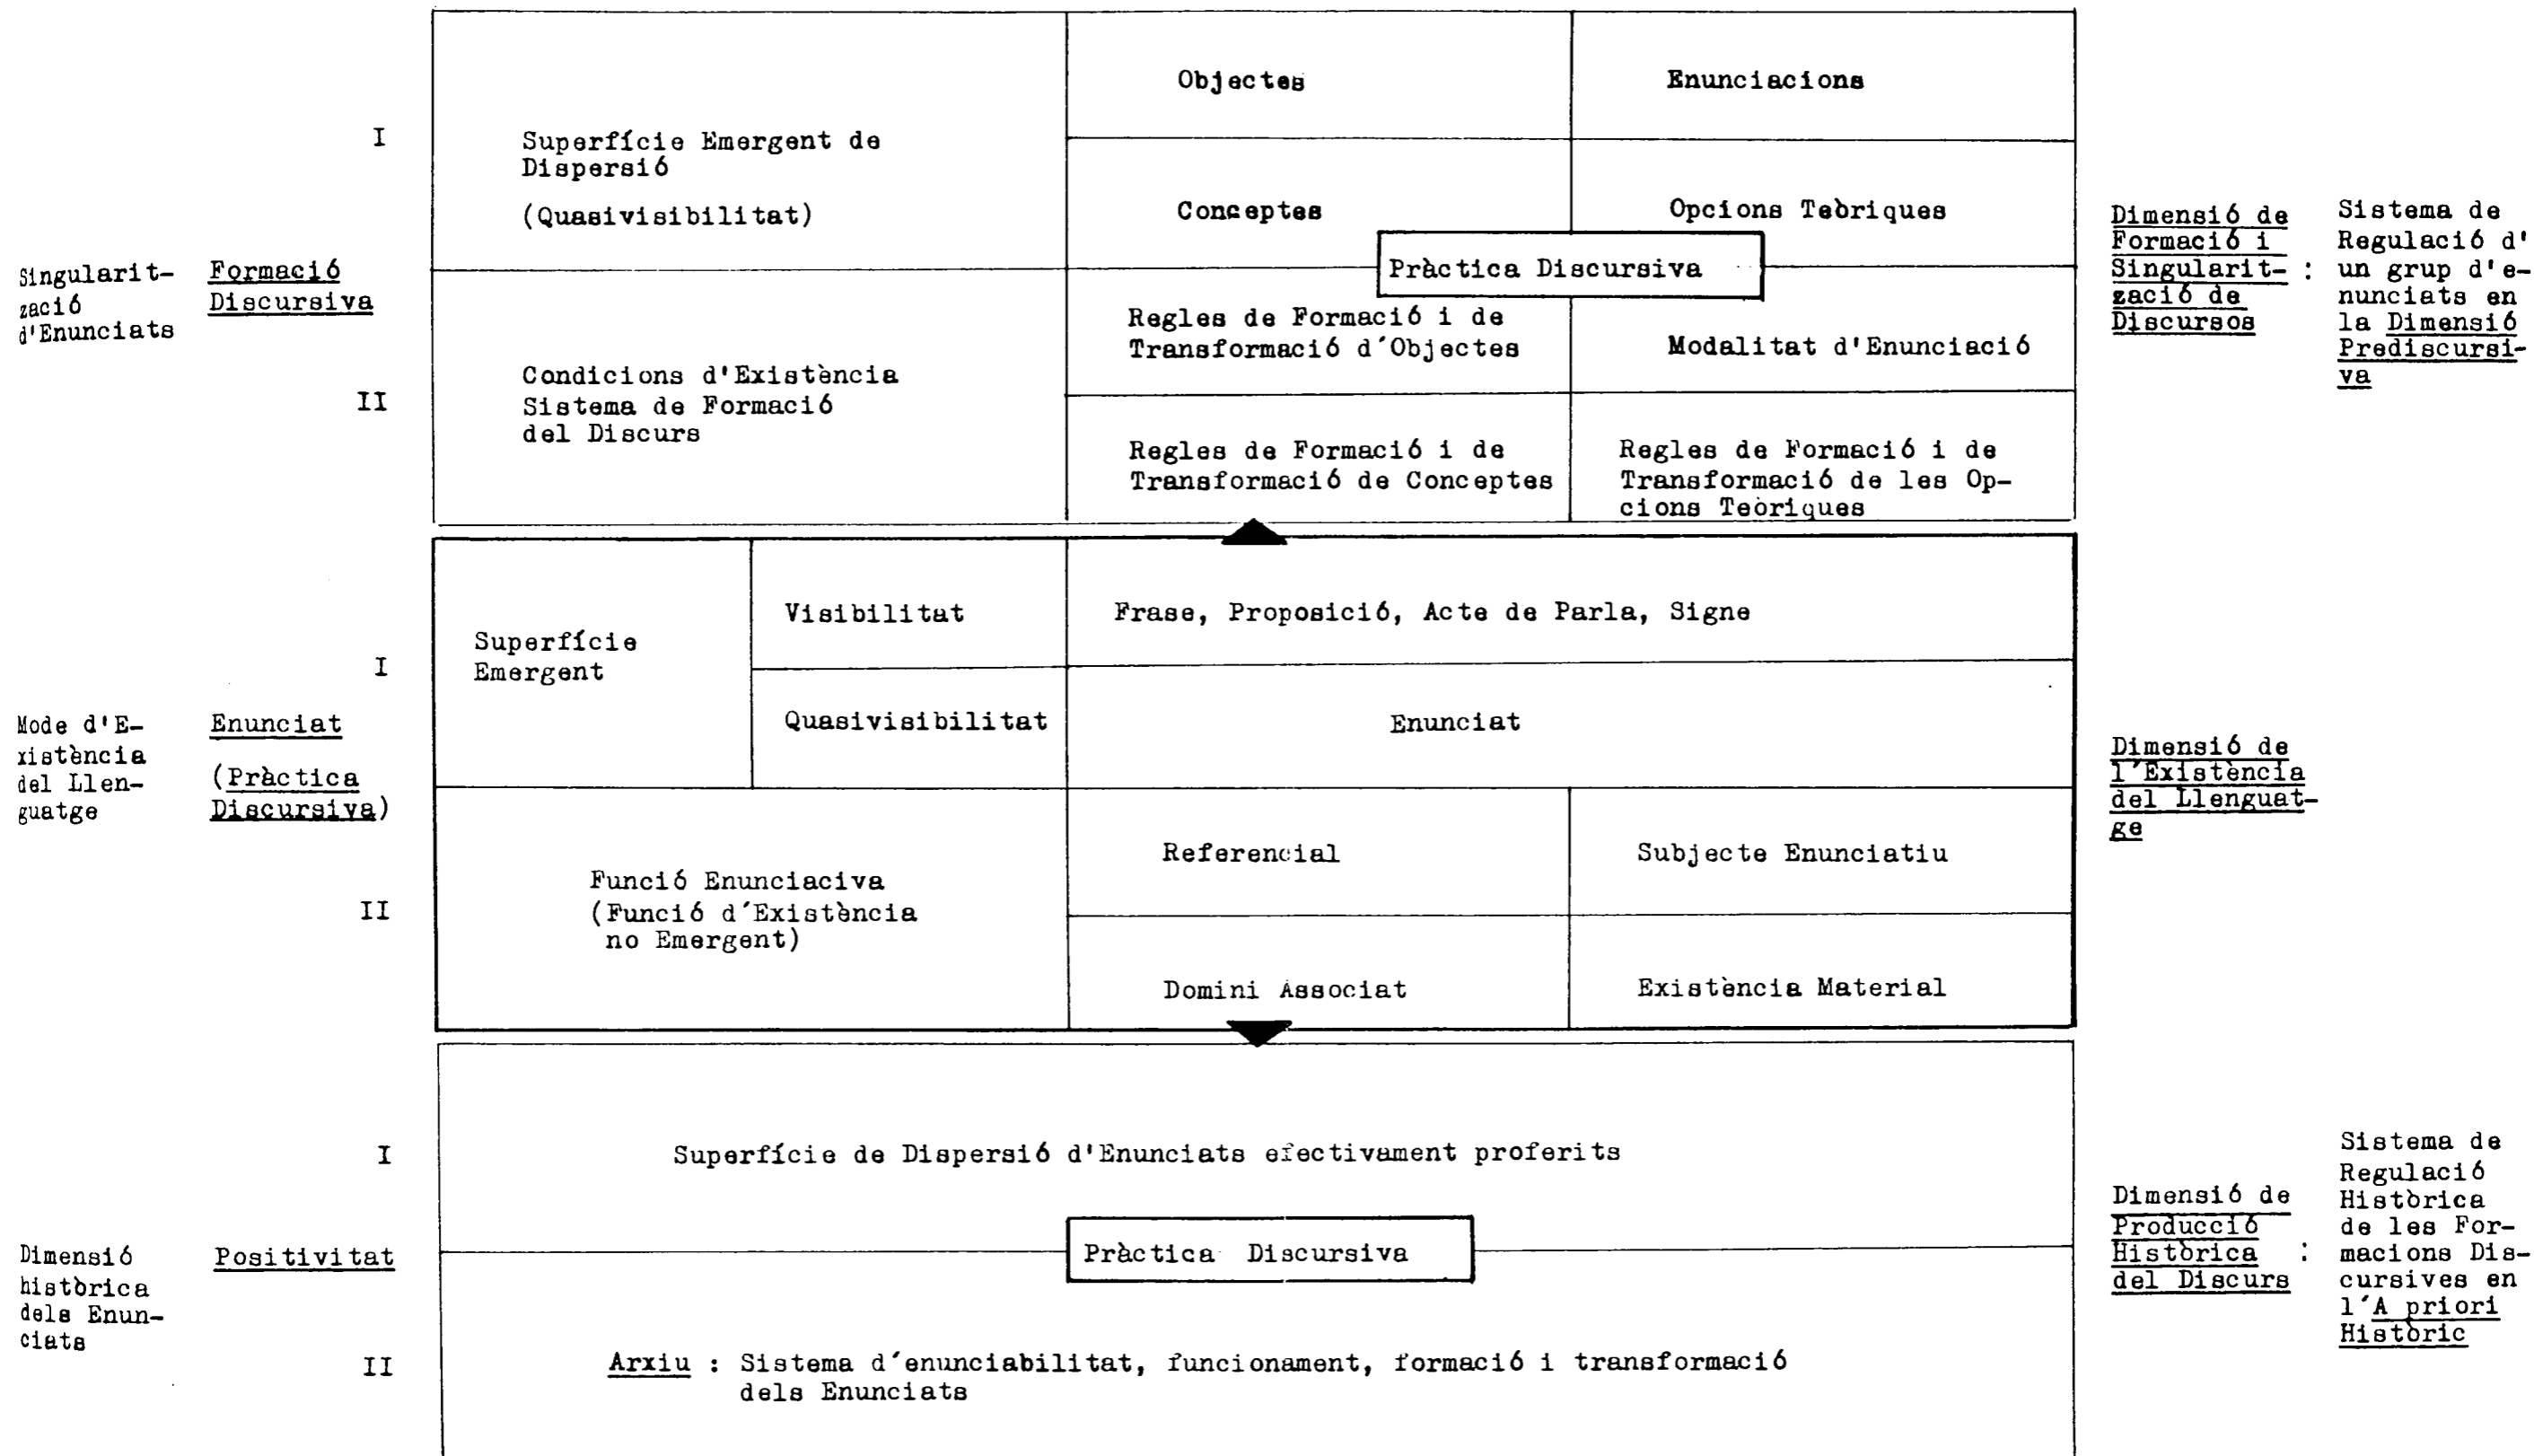 Objectes
Enunciacions
I
Superfície Emergent de
Dispersió
(Quasivisibilitat)
Conceptes
Opcions Teòriques
Singularit-
zació
d'Enunciats
Formació
Discursiva
Pràctica Discursiva
II
Condicions d'Existència
Sistema de Formació
del Discurs
Regles de Formació i de
Transformació d´Objectes
Modalitat d'Enunciació
Regles de Formació i de
Transformació de Conceptes
Regles de Formació i de
Transformació de les Op-
cions Teòriques
Dimensió de
Formació i
Singularit- :
zació de
Discursos
Sistema de
Regulació d'
un grup d'e-
nunciats en
la Dimensió
Prediscursi-
va
Mode d'E-
xistència
del Llen-
guatge
Enunciat
(Pràctica
Discursiva)
I
Superfície
Emergent
Visibilitat
Frase, Proposició, Acte de Parla, Signe
Quasivisibilitat
Enunciat
II
Funció Enunciaciva
(Funció d´Existència
no Emergent)
Referencial
Subjecte Enunciatiu
Domini Associat
Existència Material
Dimensió de
l´Existència
del Llenguat-
ge
Dimensió
històrica
dels Enun-
ciats
Positivitat
I
Superfície de Dispersió d'Enunciats efectivament proferits
Pràctica Discursiva
II
Arxiu : Sistema d´enunciabilitat, funcionament, formació i transformació
dels Enunciats
Dimensió de
Producció
Històrica :
del Discurs
Sistema de
Regulació
Històrica
de les For-
macions Dis-
cursives en
l´A priori
Històric